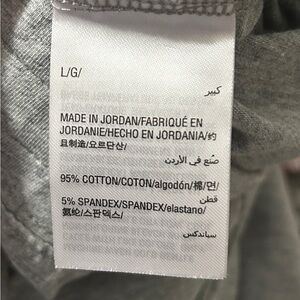 L/G/
كبير
MADE IN JORDAN/FABRIQUÉ EN
JORDANIE/HECHO EN JORDANIA/约
旦制造/요르단산/
صُنع في الأردن
95% COTTON/COTON/algodón/棉/면/
قطن
5% SPANDEX/SPANDEX/elastano/
氨纶/스판덱스/
سباندكس